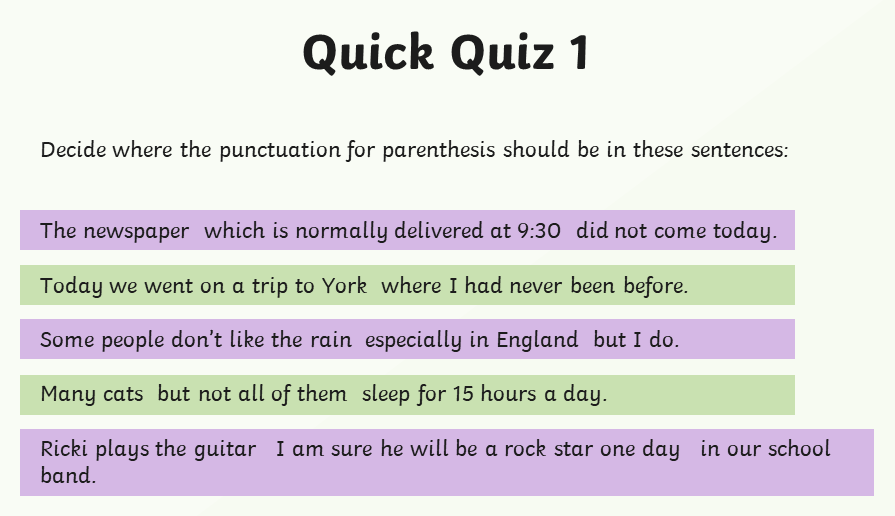 Quick Quiz 1
Decide where the punctuation for parenthesis should be in these sentences:
The newspaper  which is normally delivered at 9:30  did not come today.
Today we went on a trip to York  where I had never been before.
Some people don't like the rain  especially in England  but I do.
Many cats  but not all of them  sleep for 15 hours a day.
Ricki plays the guitar   I am sure he will be a rock star one day   in our school
band.